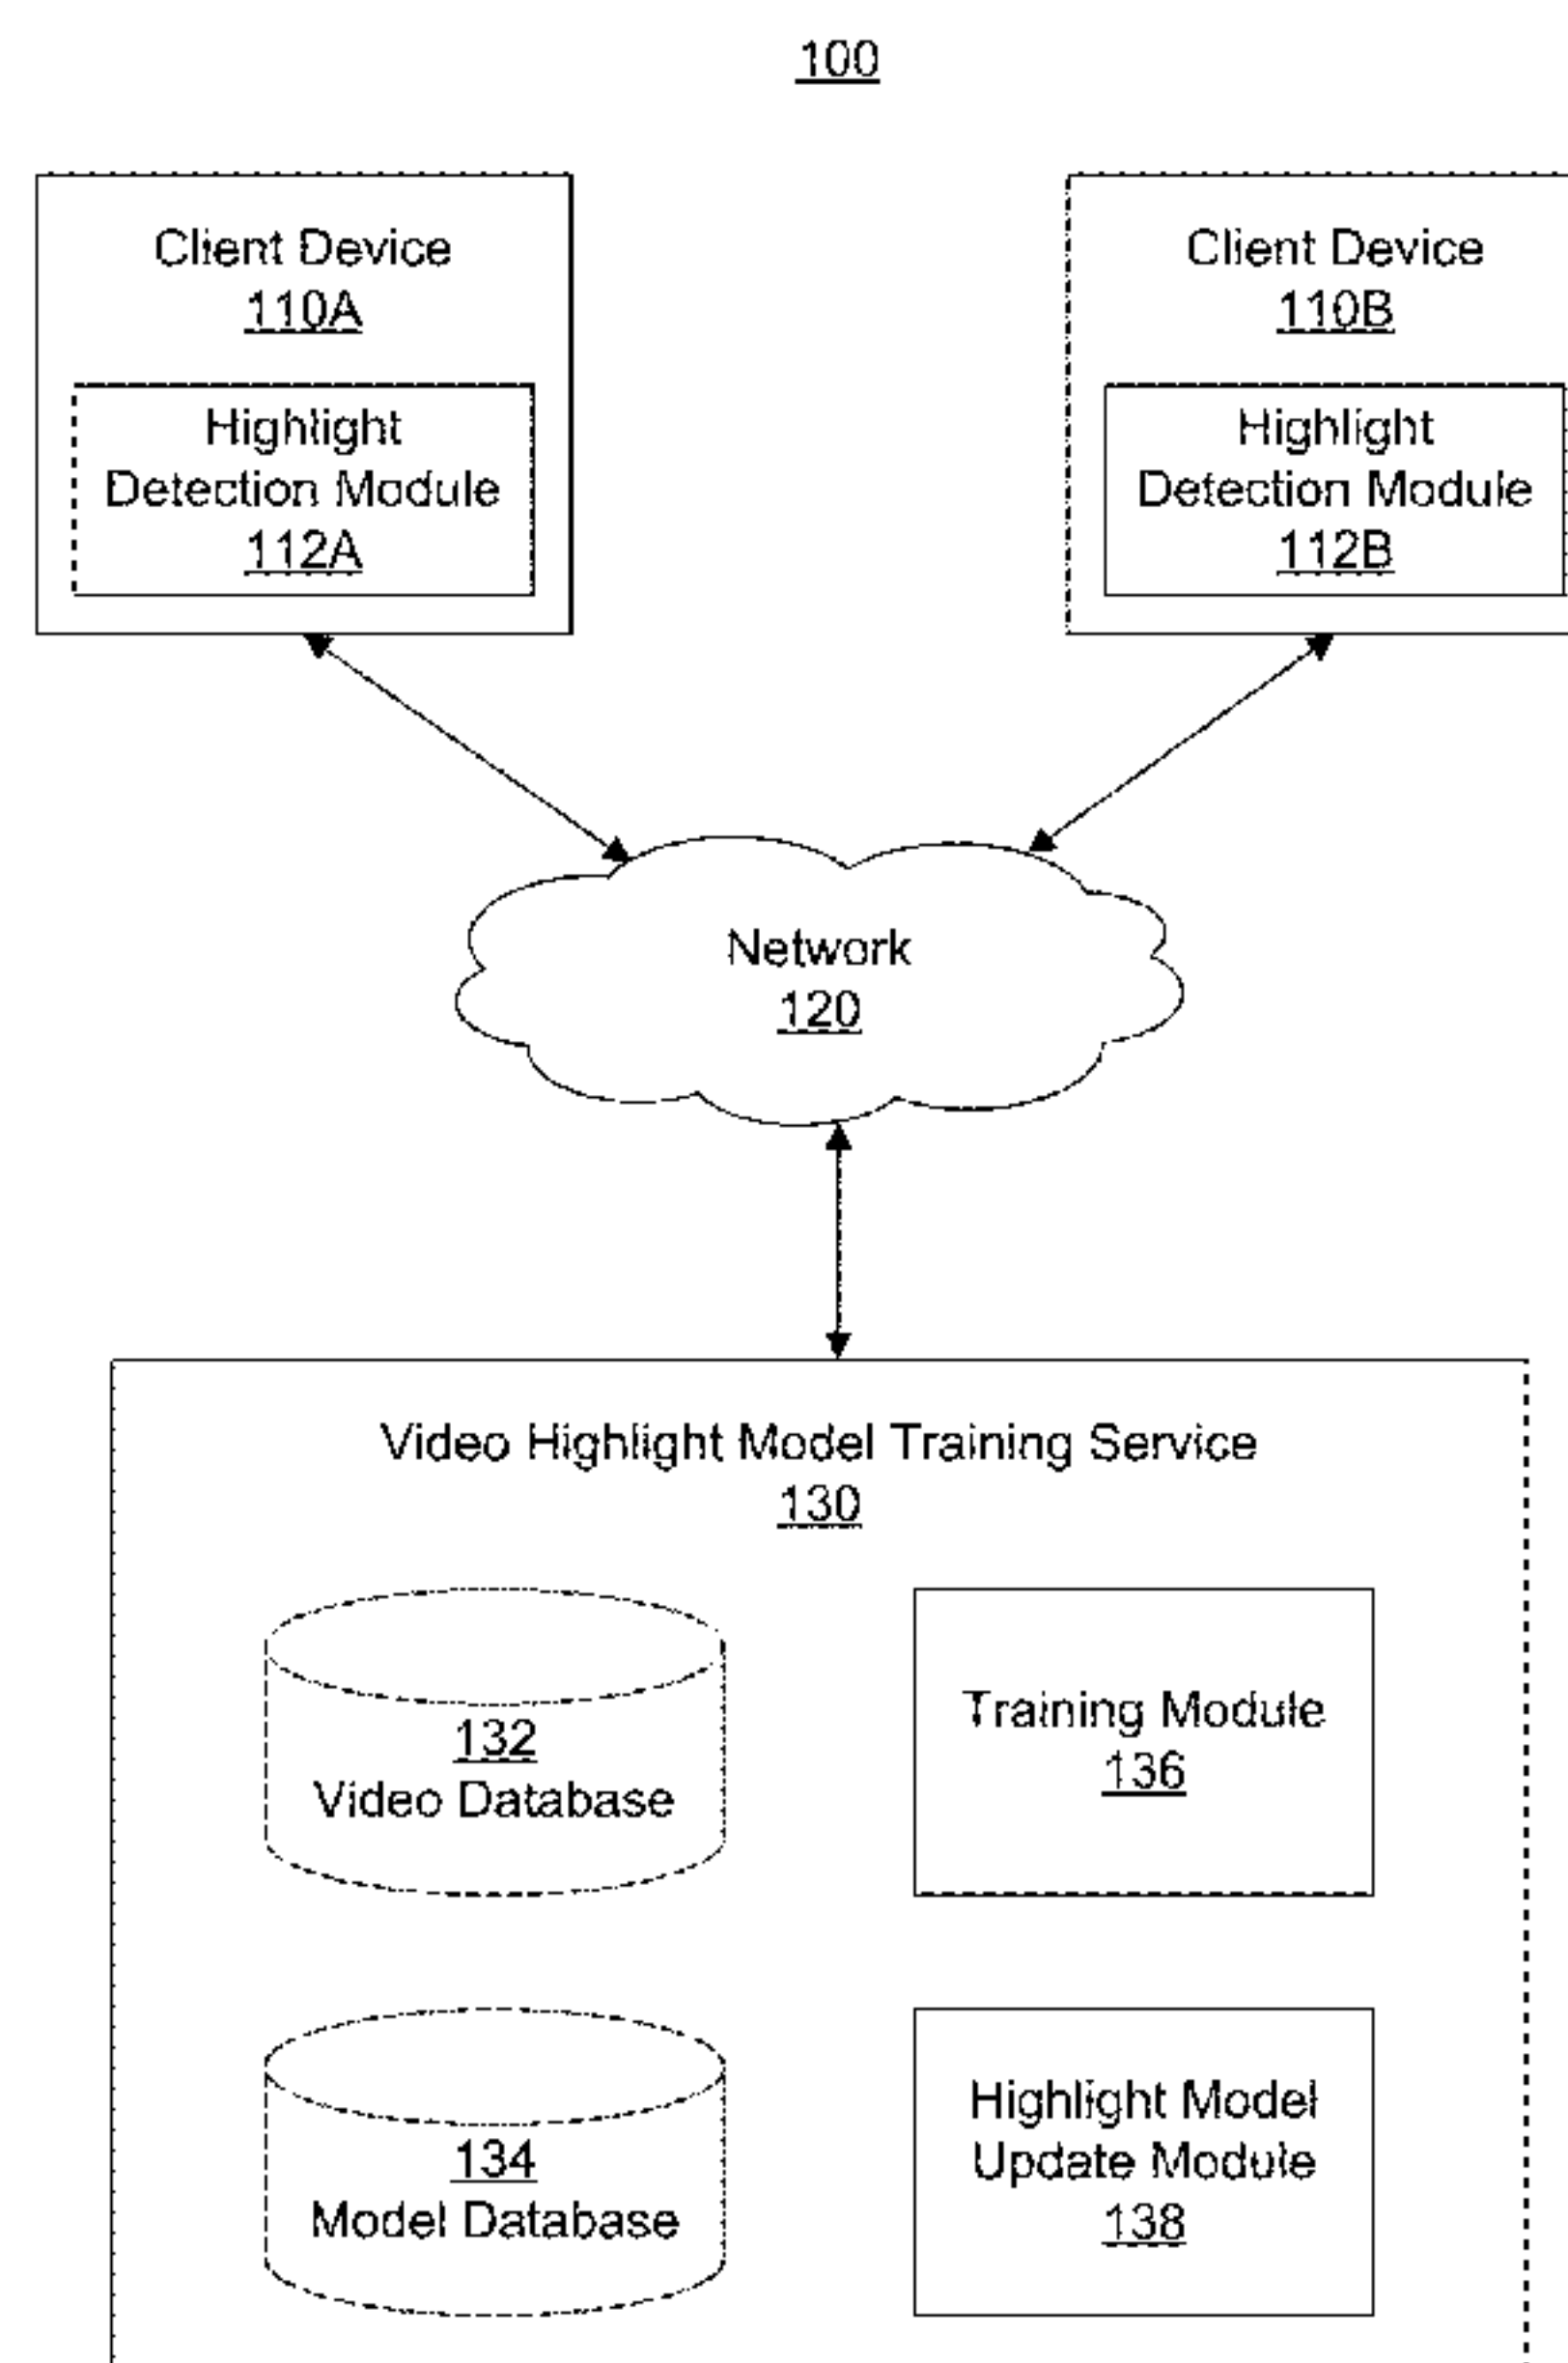 100
Client Device
110A
Highlight
Detection Module
112A
Client Device
110B
Highlight
Detection Module
112B
Network
120
Video Highlight Model Training Service
130
132
Video Database
Training Module
136
134
Model Database
Highlight Model
Update Module
138